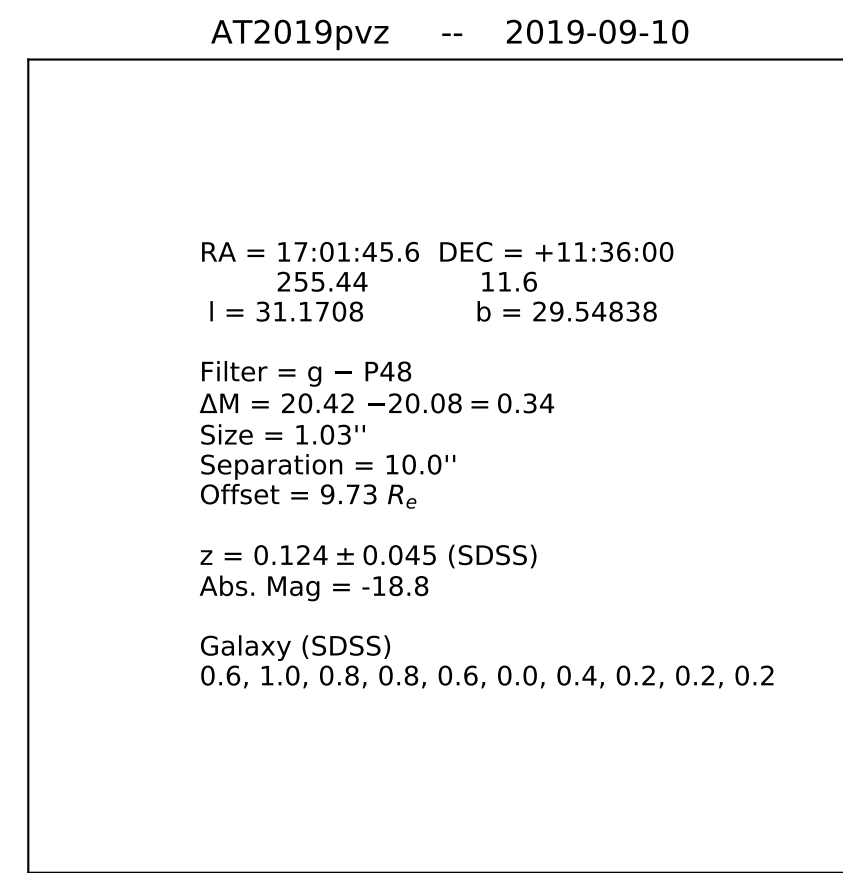 AT2019pvz -- 2019-09-10
RA = 17:01:45.6 DEC = +11:36:00
255.44 11.6
l = 31.1708 b = 29.54838
Filter = g − P48
ΔM = 20.42 −20.08 = 0.34
Size = 1.03''
Separation = 10.0''
Offset = 9.73 Rₑ
z = 0.124 ± 0.045 (SDSS)
Abs. Mag = -18.8
Galaxy (SDSS)
0.6, 1.0, 0.8, 0.8, 0.6, 0.0, 0.4, 0.2, 0.2, 0.2